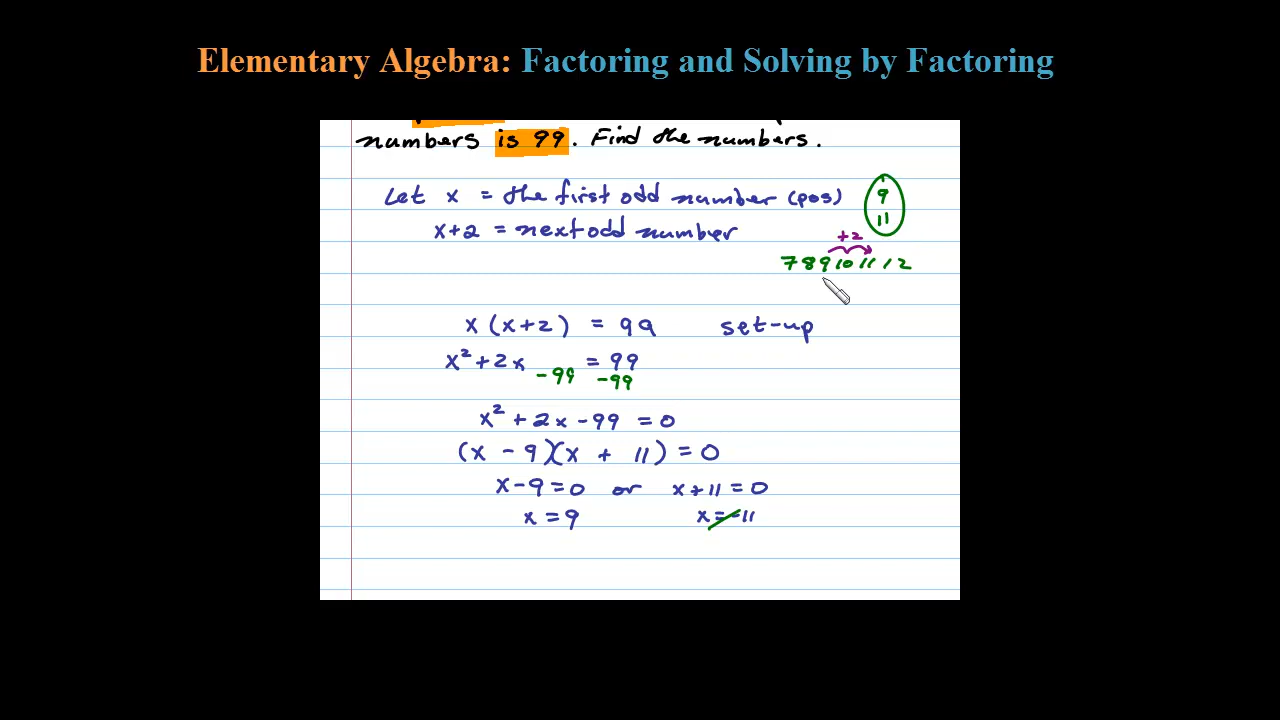 Elementary Algebra: Factoring and Solving by Factoring
numbers is 99. Find the numbers.
Let x = the first odd number (pos)
9
11
x+2 = next odd number
+2
7 8 9 10 11 12
x (x+2) = 99 set-up
x² + 2x = 99
-99 -99
x² + 2x - 99 = 0
(x - 9)(x + 11) = 0
x - 9 = 0 or x + 11 = 0
x = 9 x = -11